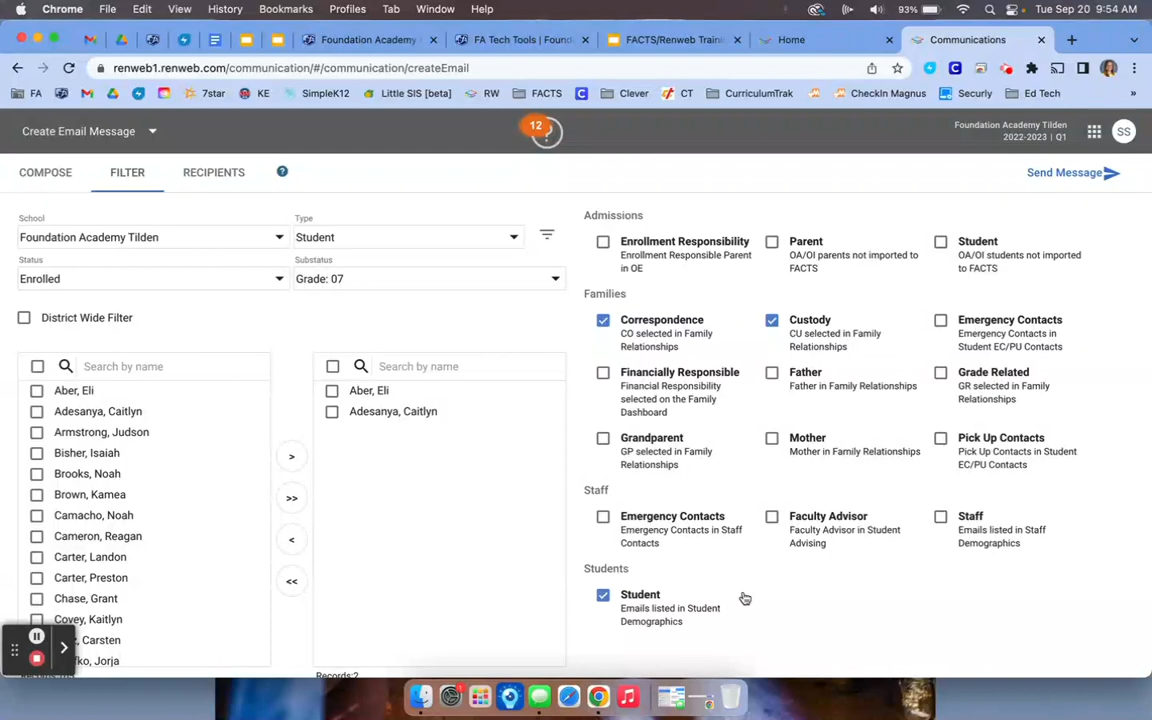 Chrome File Edit View History Bookmarks Profiles Tab Window Help 93% Tue Sep 20 9:54 AM
Foundation Academy FA Tech Tools | Found FACTS/Renweb Train Home Communications
renweb1.renweb.com/communication/#/communication/createEmail
FA 7star KE SimpleK12 Little SIS [beta] RW FACTS Clever CT CurriculumTrak CheckIn Magnus Securly Ed Tech »
Create Email Message 12 ? Foundation Academy Tilden
2022-2023 | Q1 SS
COMPOSE FILTER RECIPIENTS ? Send Message
School Type
Foundation Academy Tilden Student
Status Substatus
Enrolled Grade: 07
District Wide Filter
Search by name Search by name
Aber, Eli Aber, Eli
Adesanya, Caitlyn Adesanya, Caitlyn
Armstrong, Judson
Bisher, Isaiah
Brooks, Noah
Brown, Kamea
Camacho, Noah
Cameron, Reagan
Carter, Landon
Carter, Preston
Chase, Grant
Covey, Kaitlyn
Carsten
Jorja
>
>>
<
<<
Records:2
Admissions
Enrollment Responsibility Parent Student
Enrollment Responsible Parent OA/OI parents not imported to OA/OI students not imported
in OE FACTS to FACTS
Families
Correspondence Custody Emergency Contacts
CO selected in Family CU selected in Family Emergency Contacts in
Relationships Relationships Student EC/PU Contacts
Financially Responsible Father Grade Related
Financial Responsibility Father in Family Relationships GR selected in Family
selected on the Family Relationships
Dashboard
Grandparent Mother Pick Up Contacts
GP selected in Family Mother in Family Relationships Pick Up Contacts in Student
Relationships EC/PU Contacts
Staff
Emergency Contacts Faculty Advisor Staff
Emergency Contacts in Staff Faculty Advisor in Student Emails listed in Staff
Contacts Advising Demographics
Students
Student
Emails listed in Student
Demographics